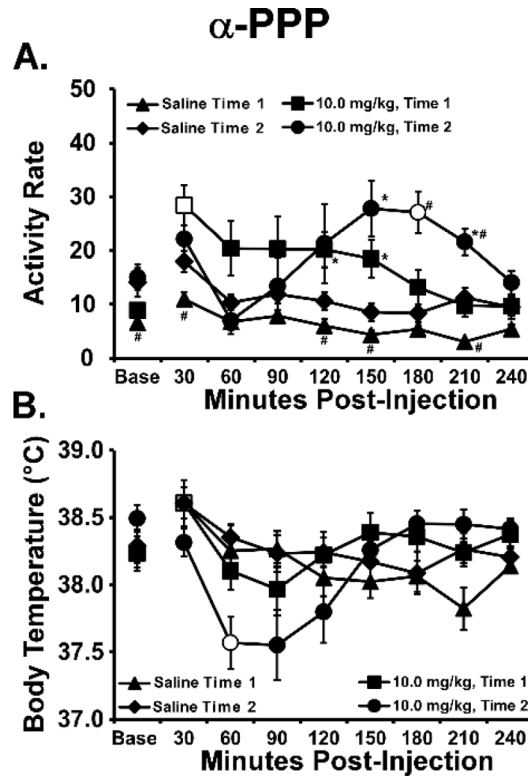 α-PPP
A.
Saline Time 1
10.0 mg/kg, Time 1
Saline Time 2
10.0 mg/kg, Time 2
Activity Rate
50
40
30
20
10
0
*
#
*
*
*#
#
#
#
#
#
Base 30 60 90 120 150 180 210 240
Minutes Post-Injection
B.
Body Temperature (°C)
39.0
38.5
38.0
37.5
37.0
Saline Time 1
10.0 mg/kg, Time 1
Saline Time 2
10.0 mg/kg, Time 2
Base 30 60 90 120 150 180 210 240
Minutes Post-Injection